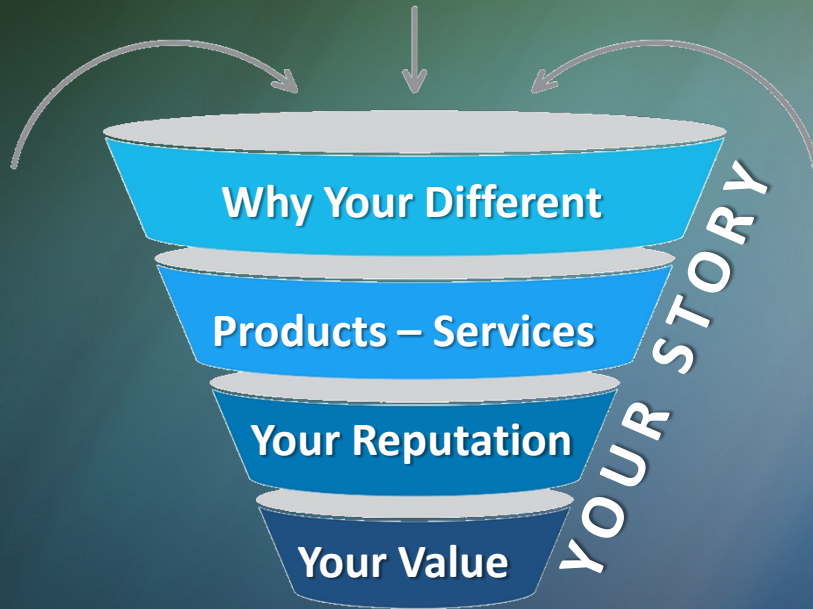 Why Your Different
Products – Services
Your Reputation
Your Value
YOUR STORY